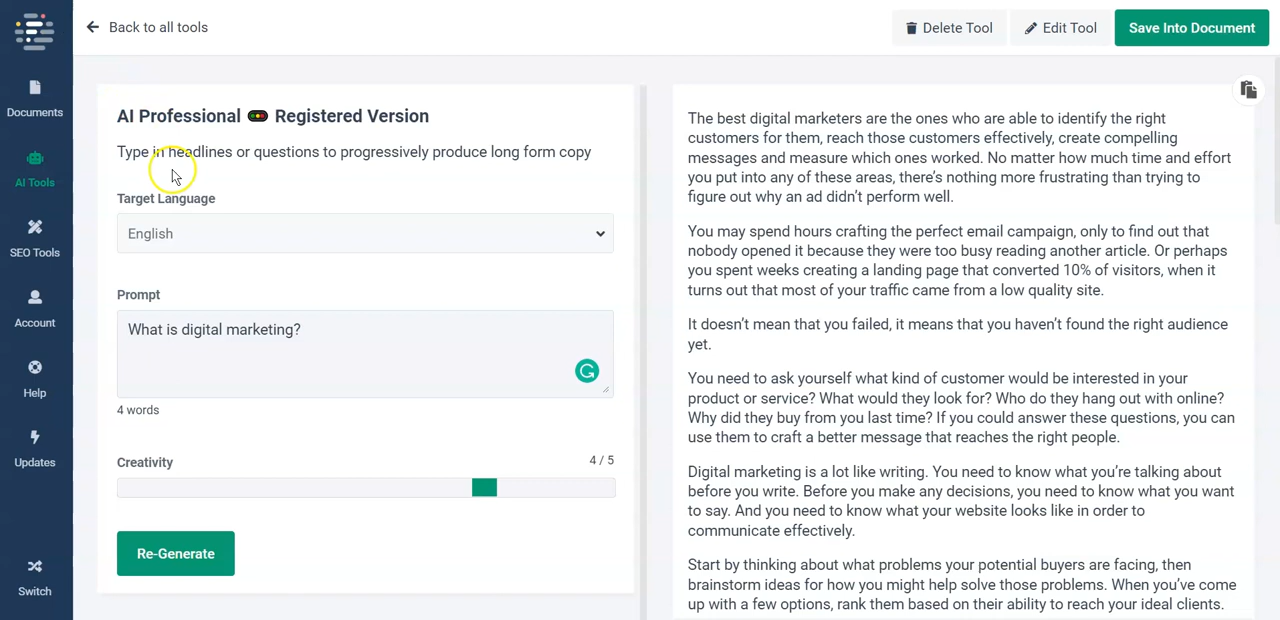 Back to all tools
Delete Tool
Edit Tool
Save Into Document
Documents
AI Tools
SEO Tools
Account
Help
Updates
Switch
AI Professional Registered Version
Type in headlines or questions to progressively produce long form copy
Target Language
English
Prompt
What is digital marketing?
4 words
Creativity
4 / 5
Re-Generate
The best digital marketers are the ones who are able to identify the right
customers for them, reach those customers effectively, create compelling
messages and measure which ones worked. No matter how much time and effort
you put into any of these areas, there's nothing more frustrating than trying to
figure out why an ad didn't perform well.
You may spend hours crafting the perfect email campaign, only to find out that
nobody opened it because they were too busy reading another article. Or perhaps
you spent weeks creating a landing page that converted 10% of visitors, when it
turns out that most of your traffic came from a low quality site.
It doesn't mean that you failed, it means that you haven't found the right audience
yet.
You need to ask yourself what kind of customer would be interested in your
product or service? What would they look for? Who do they hang out with online?
Why did they buy from you last time? If you could answer these questions, you can
use them to craft a better message that reaches the right people.
Digital marketing is a lot like writing. You need to know what you're talking about
before you write. Before you make any decisions, you need to know what you want
to say. And you need to know what your website looks like in order to
communicate effectively.
Start by thinking about what problems your potential buyers are facing, then
brainstorm ideas for how you might help solve those problems. When you've come
up with a few options, rank them based on their ability to reach your ideal clients.